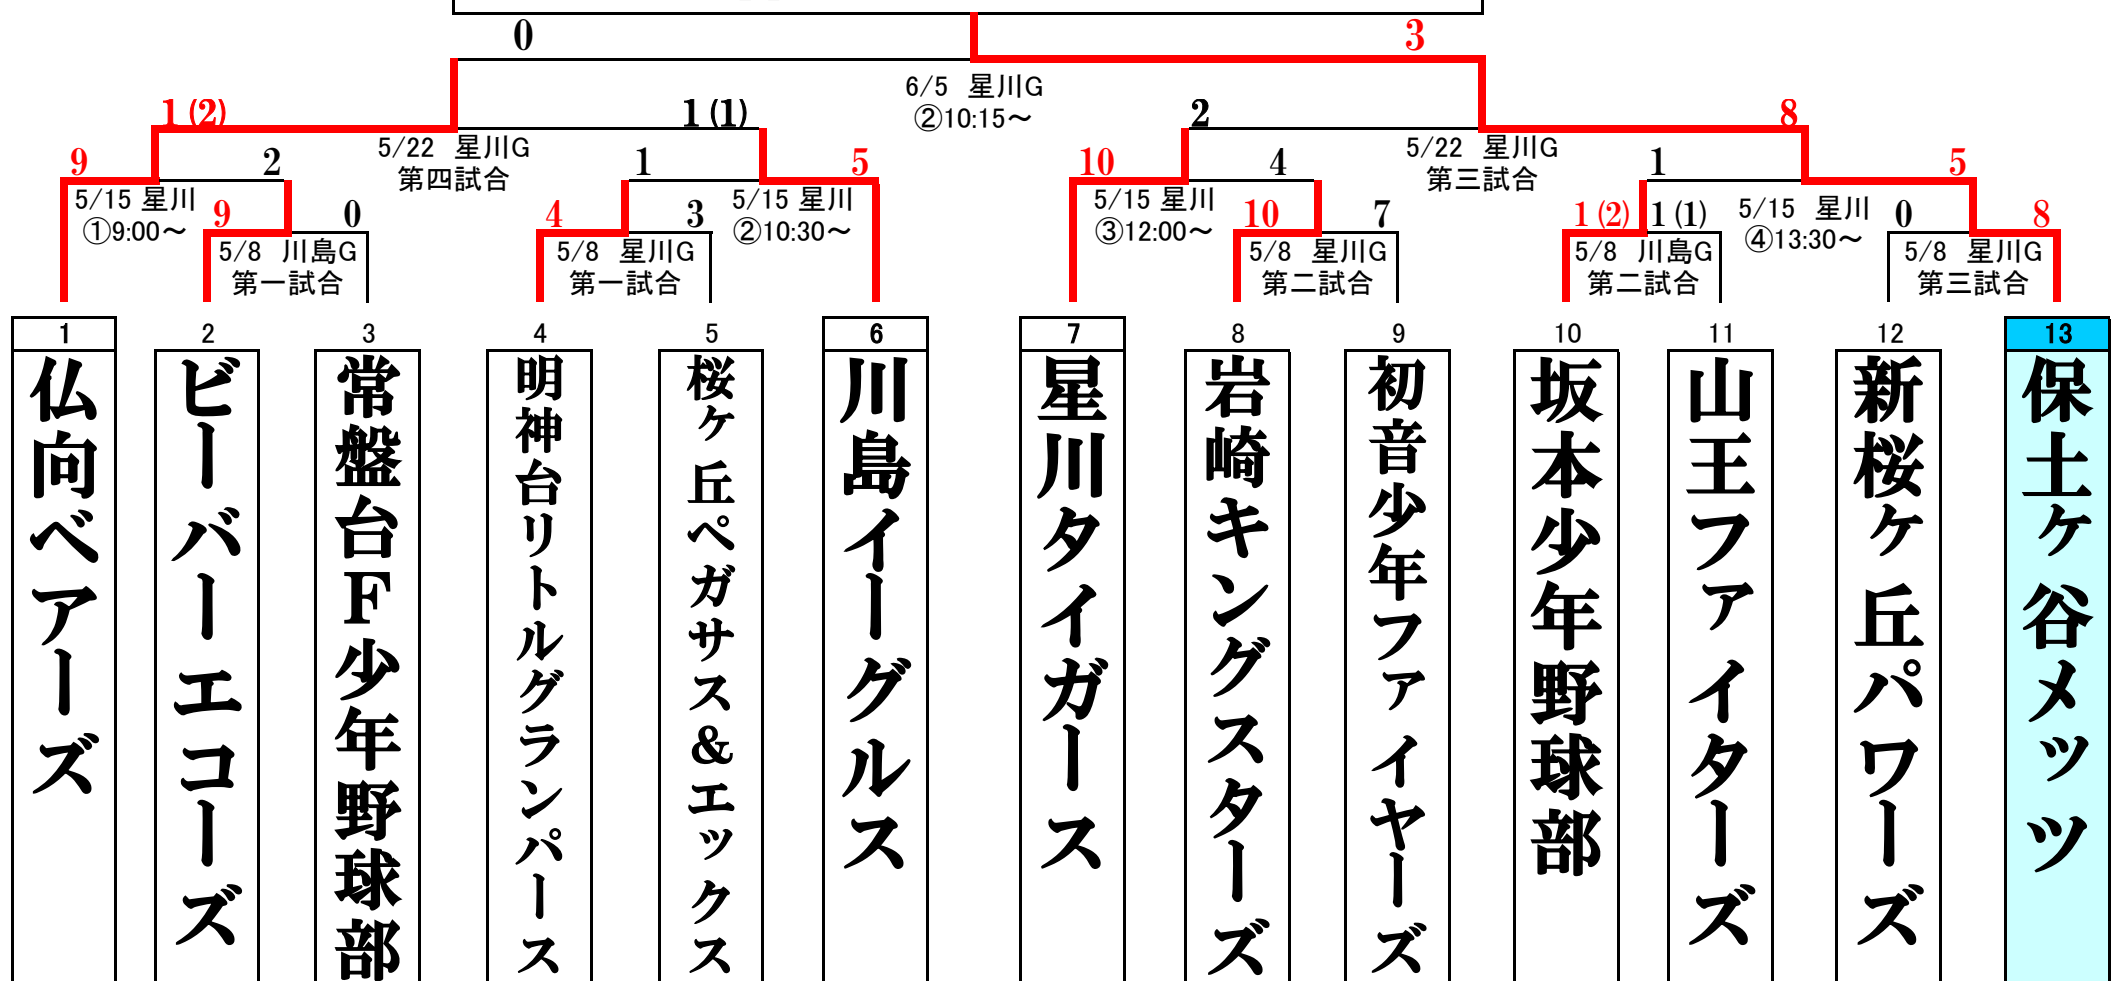 0 3
6/5 星川G
②10:15～
1 (2) 1 (1) 2 8
5/22 星川G
第四試合
5/22 星川G
第三試合
9 2 1 5 10 4 1 5
5/15 星川
①9:00～
5/15 星川
②10:30～
5/15 星川
③12:00～
5/15 星川
④13:30～
9 0 4 3 10 7 1 (2) 1 (1) 0 8
5/8 川島G
第一試合
5/8 星川G
第一試合
5/8 星川G
第二試合
5/8 川島G
第二試合
5/8 星川G
第三試合
1
仏向ベアーズ
2
ビーバーエコーズ
3
常盤台F少年野球部
4
明神台リトルグランパース
5
桜ヶ丘ペガサス&エックス
6
川島イーグルス
7
星川タイガース
8
岩崎キングスターズ
9
初音少年ファイヤーズ
10
坂本少年野球部
11
山王ファイターズ
12
新桜ヶ丘パワーズ
13
保土ヶ谷メッツ